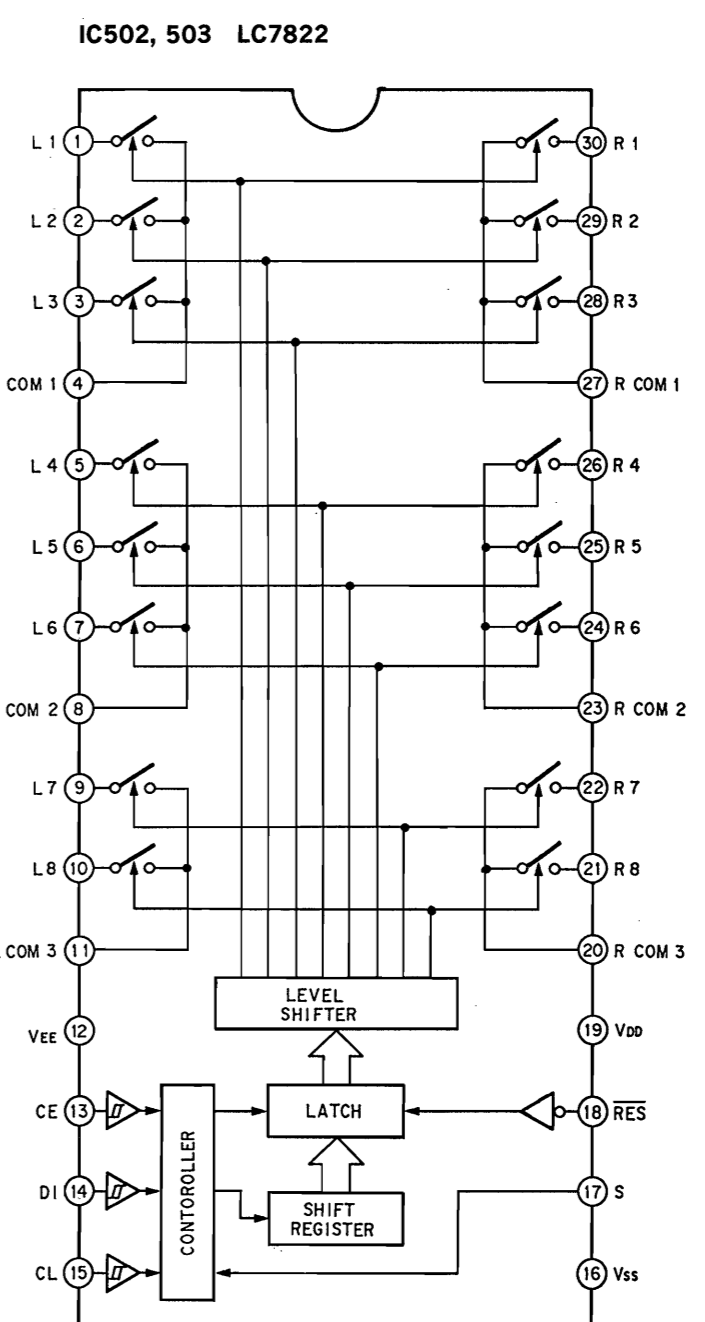 IC502, 503 LC7822
L 1 1
30 R 1
L 2 2
29 R 2
L 3 3
28 R 3
COM 1 4
27 R COM 1
L 4 5
26 R 4
L 5 6
25 R 5
L 6 7
24 R 6
COM 2 8
23 R COM 2
L 7 9
22 R 7
L 8 10
21 R 8
COM 3 11
20 R COM 3
LEVEL
SHIFTER
VEE 12
19 VDD
CE 13
LATCH
18 RES
CONTOROLLER
DI 14
SHIFT
REGISTER
17 S
CL 15
16 Vss